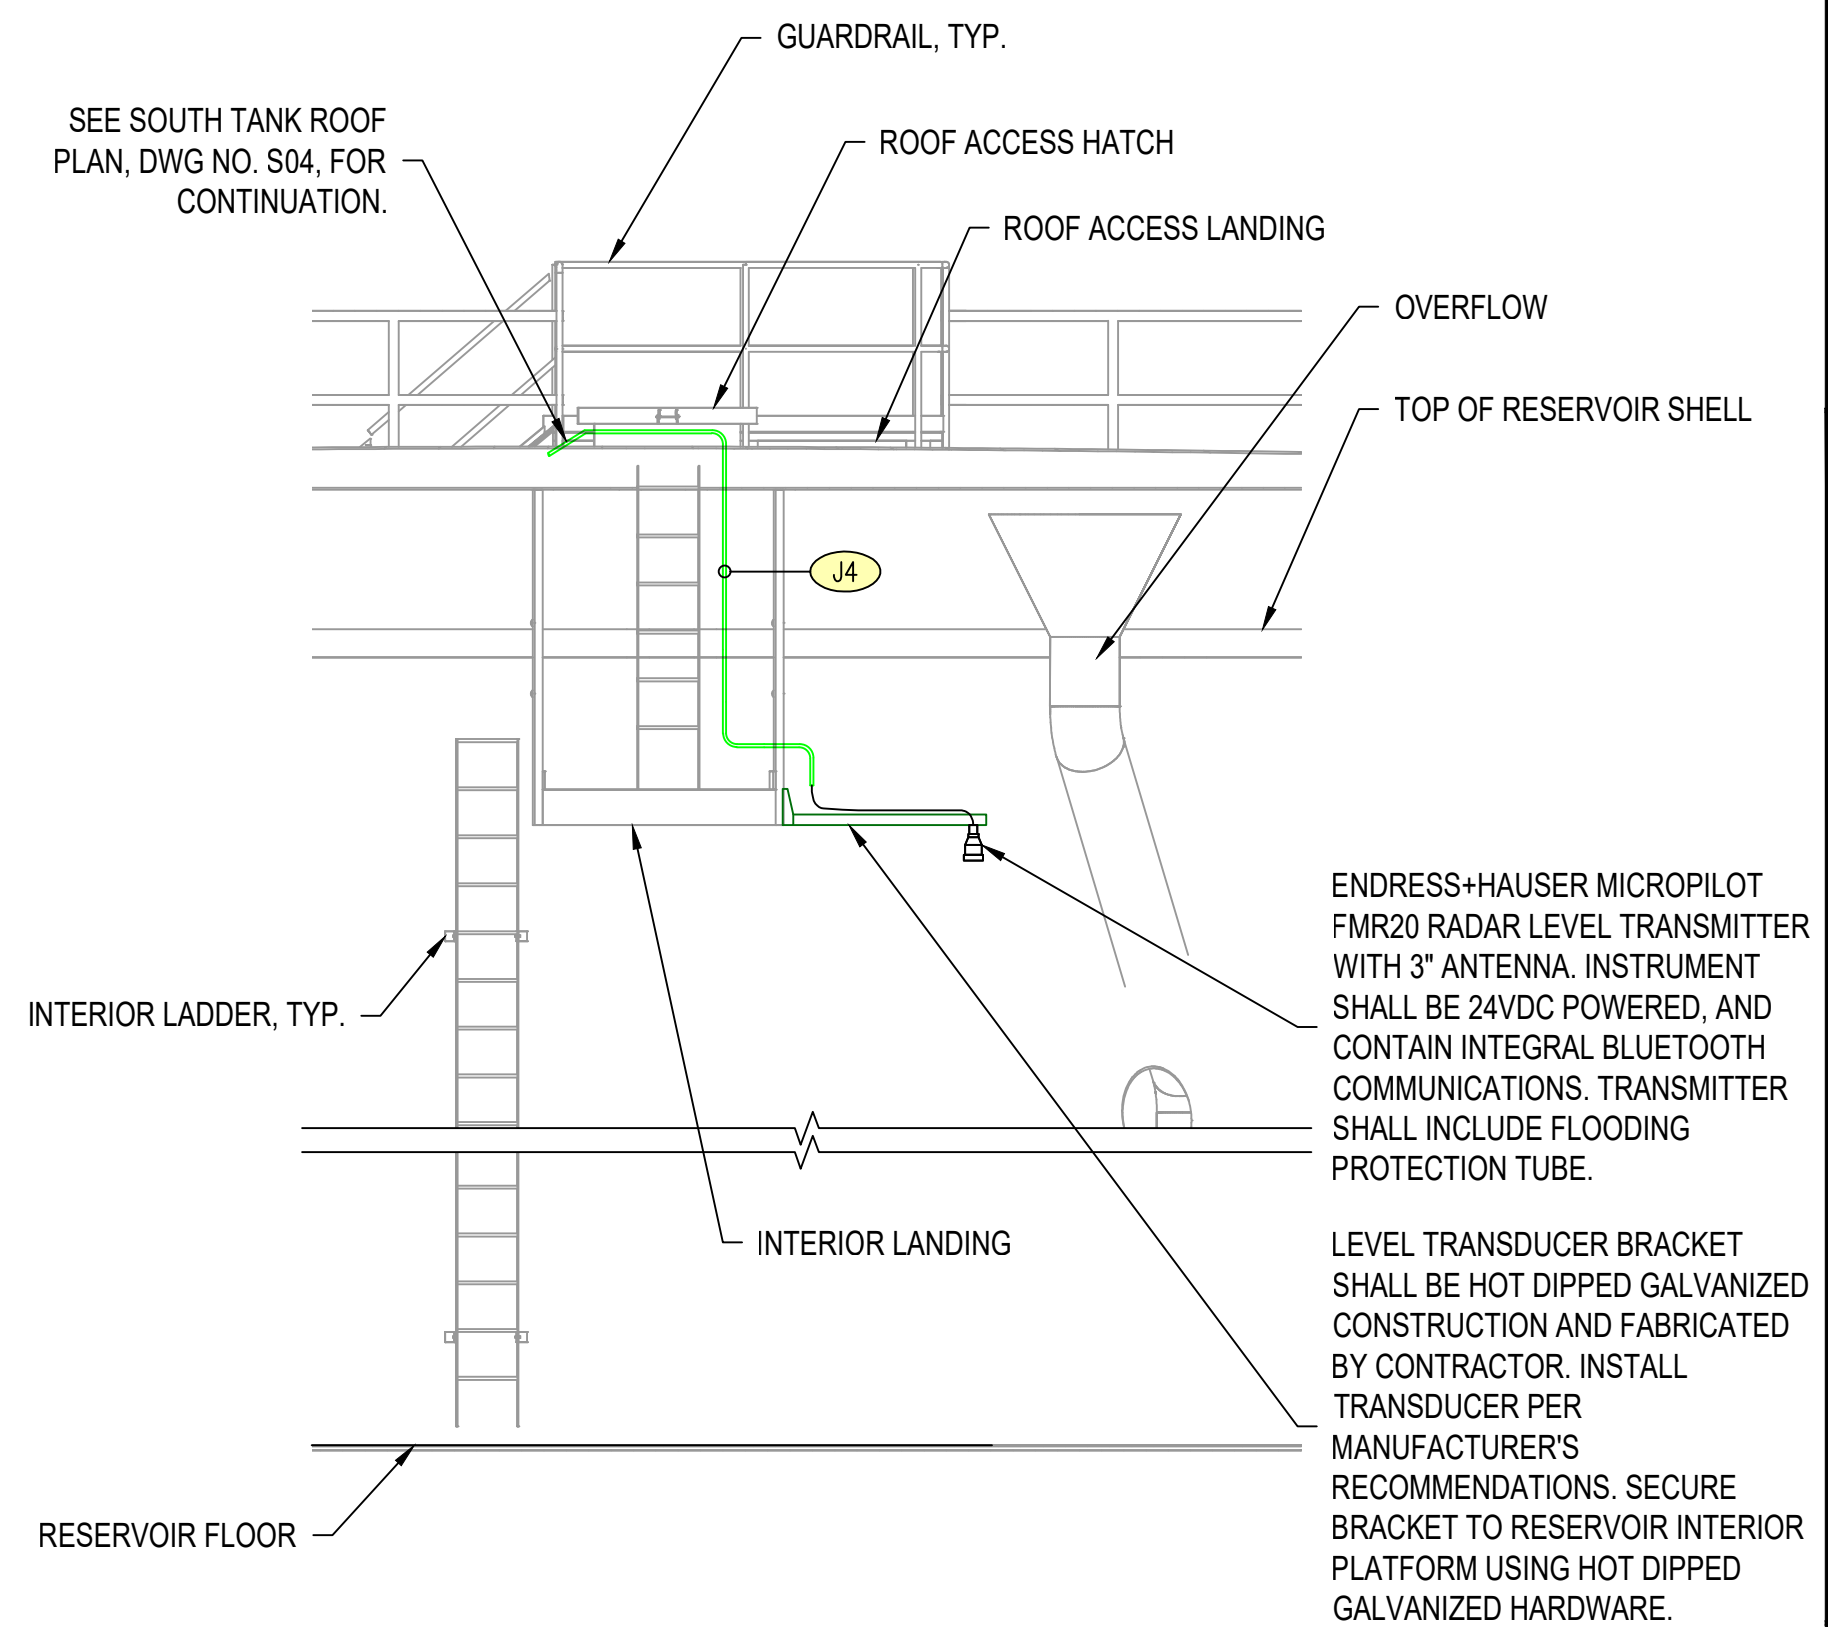 GUARDRAIL, TYP.
SEE SOUTH TANK ROOF
PLAN, DWG NO. S04, FOR
CONTINUATION.
ROOF ACCESS HATCH
ROOF ACCESS LANDING
OVERFLOW
TOP OF RESERVOIR SHELL
J4
ENDRESS+HAUSER MICROPILOT
FMR20 RADAR LEVEL TRANSMITTER
WITH 3" ANTENNA. INSTRUMENT
SHALL BE 24VDC POWERED, AND
CONTAIN INTEGRAL BLUETOOTH
COMMUNICATIONS. TRANSMITTER
SHALL INCLUDE FLOODING
PROTECTION TUBE.
INTERIOR LADDER, TYP.
INTERIOR LANDING
LEVEL TRANSDUCER BRACKET
SHALL BE HOT DIPPED GALVANIZED
CONSTRUCTION AND FABRICATED
BY CONTRACTOR. INSTALL
TRANSDUCER PER
MANUFACTURER'S
RECOMMENDATIONS. SECURE
BRACKET TO RESERVOIR INTERIOR
PLATFORM USING HOT DIPPED
GALVANIZED HARDWARE.
RESERVOIR FLOOR